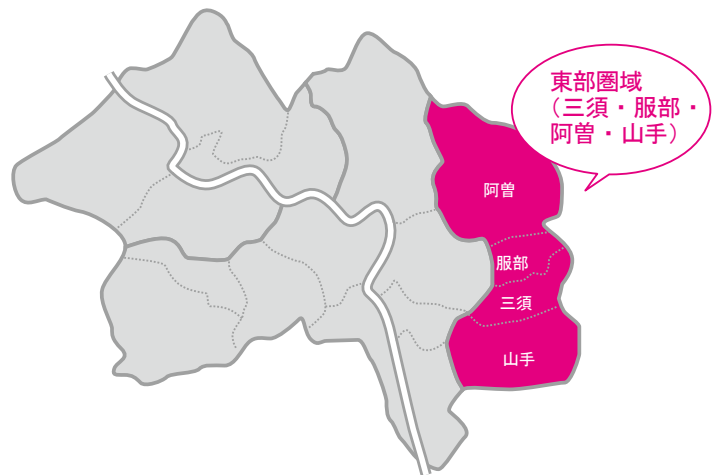 東部圏域
（三須・服部・
阿曽・山手）
阿曽
服部
三須
山手